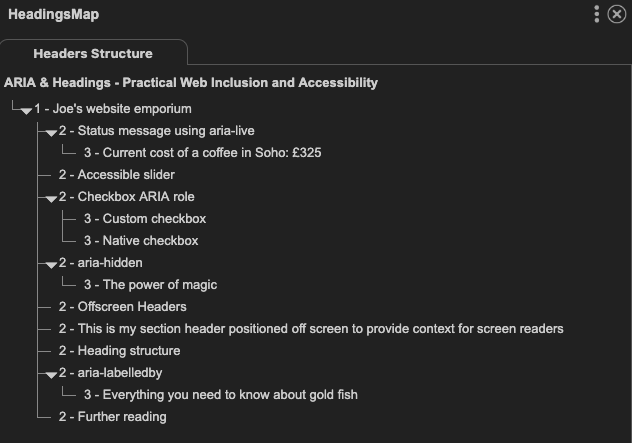 HeadingsMap
Headers Structure
ARIA & Headings - Practical Web Inclusion and Accessibility
1 - Joe's website emporium
2 - Status message using aria-live
3 - Current cost of a coffee in Soho: £325
2 - Accessible slider
2 - Checkbox ARIA role
3 - Custom checkbox
3 - Native checkbox
2 - aria-hidden
3 - The power of magic
2 - Offscreen Headers
2 - This is my section header positioned off screen to provide context for screen readers
2 - Heading structure
2 - aria-labelledby
3 - Everything you need to know about gold fish
2 - Further reading